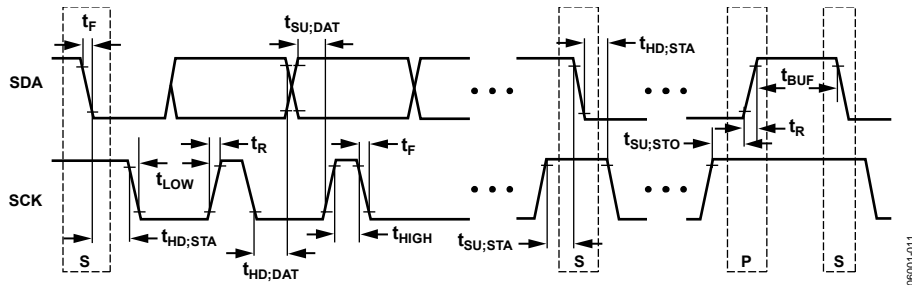 tF
tSU;DAT
tHD;STA
SDA
tBUF
tR
tF
tSU;STO
tR
tLOW
SCK
tHD;STA
tHD;DAT
tHIGH
tSU;STA
S
S
P
S
06001-011